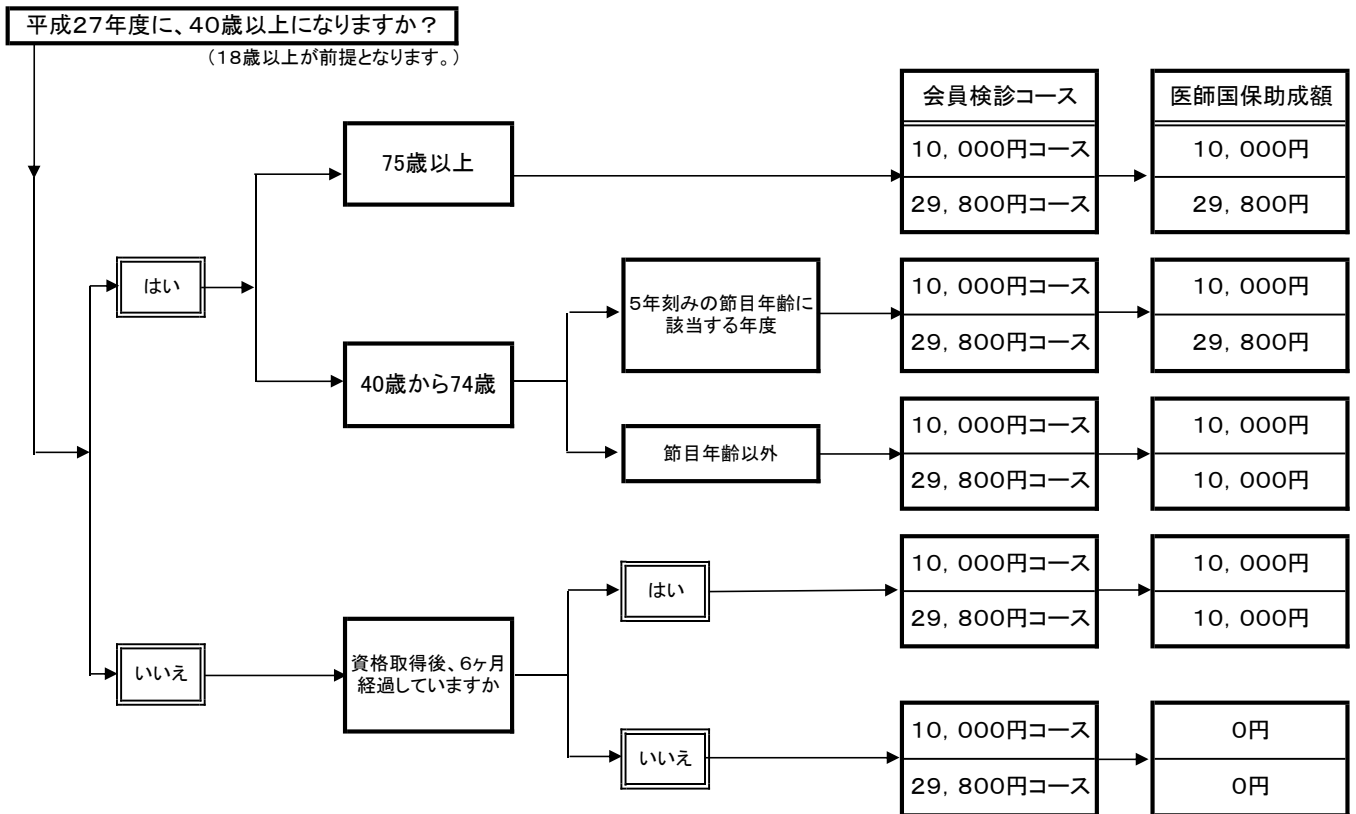 平成27年度に、40歳以上になりますか？
（18歳以上が前提となります。）
会員検診コース
医師国保助成額
75歳以上
10，000円コース
10，000円
29，800円コース
29，800円
はい
40歳から74歳
5年刻みの節目年齢に
該当する年度
10，000円コース
10，000円
29，800円コース
29，800円
節目年齢以外
10，000円コース
10，000円
29，800円コース
10，000円
いいえ
資格取得後、6ヶ月
経過していますか
はい
10，000円コース
10，000円
29，800円コース
10，000円
いいえ
10，000円コース
0円
29，800円コース
0円